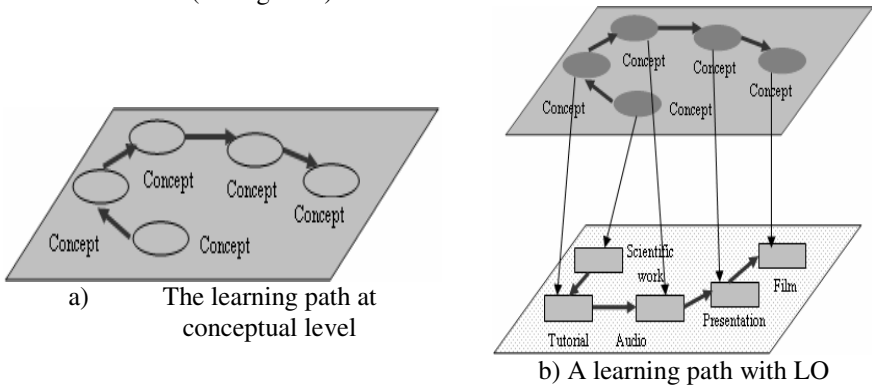 Concept
Concept
Concept
Concept
Concept
a) The learning path at
conceptual level
Concept
Concept
Concept
Concept
Concept
Scientific
work
Film
Presentation
Tutorial
Audio
b) A learning path with LO